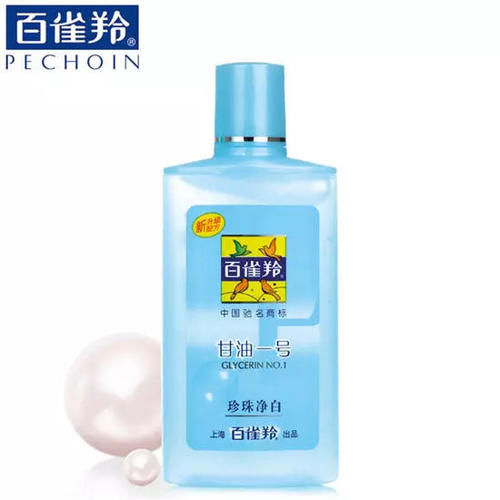 百雀羚®
PECHOIN
新升级配方
百雀羚®
中国驰名商标
甘油一号
GLYCERIN NO.1
珍珠净白
上海 百雀羚 出品